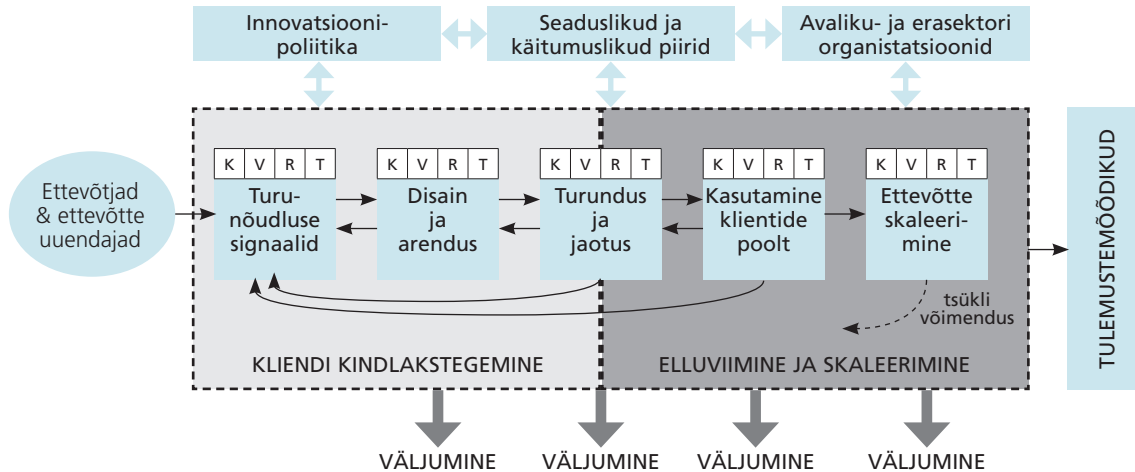 Innovatsiooni-
poliitika
Seaduslikud ja
käitumuslikud piirid
Avaliku- ja erasektori
organistatsioonid
Ettevõtjad
& ettevõtte
uuendajad
K V R T
Turu-
nõudluse
signaalid
K V R T
Disain
ja
arendus
K V R T
Turundus
ja
jaotus
K V R T
Kasutamine
klientide
poolt
K V R T
Ettevõtte
skaleeri-
mine
tsükli
võimendus
KLIENDI KINDLAKSTEGEMINE
ELLUVIIMINE JA SKALEERIMINE
TULEMUSTEMÕÕDIKUD
VÄLJUMINE
VÄLJUMINE
VÄLJUMINE
VÄLJUMINE